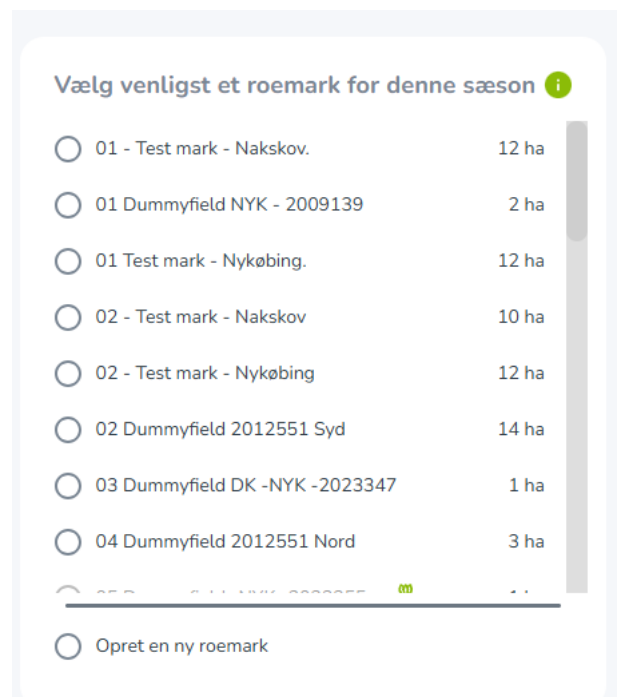 Vælg venligst et roemark for denne sæson
01 - Test mark - Nakskov. 12 ha
01 Dummyfield NYK - 2009139 2 ha
01 Test mark - Nykøbing. 12 ha
02 - Test mark - Nakskov 10 ha
02 - Test mark - Nykøbing 12 ha
02 Dummyfield 2012551 Syd 14 ha
03 Dummyfield DK -NYK -2023347 1 ha
04 Dummyfield 2012551 Nord 3 ha
Opret en ny roemark